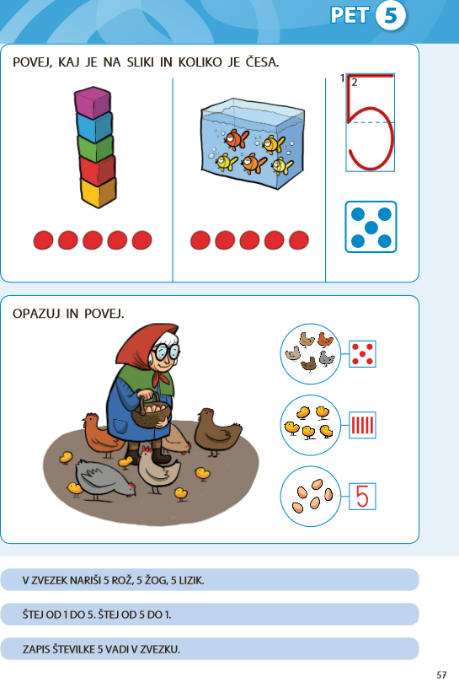 PET 5
POVEJ, KAJ JE NA SLIKI IN KOLIKO JE ČESA.
1 2
5
OPAZUJ IN POVEJ.
5
V ZVEZEK NARIŠI 5 ROŽ, 5 ŽOG, 5 LIZIK.
ŠTEJ OD 1 DO 5. ŠTEJ OD 5 DO 1.
ZAPIS ŠTEVILKE 5 VADI V ZVEZKU.
57